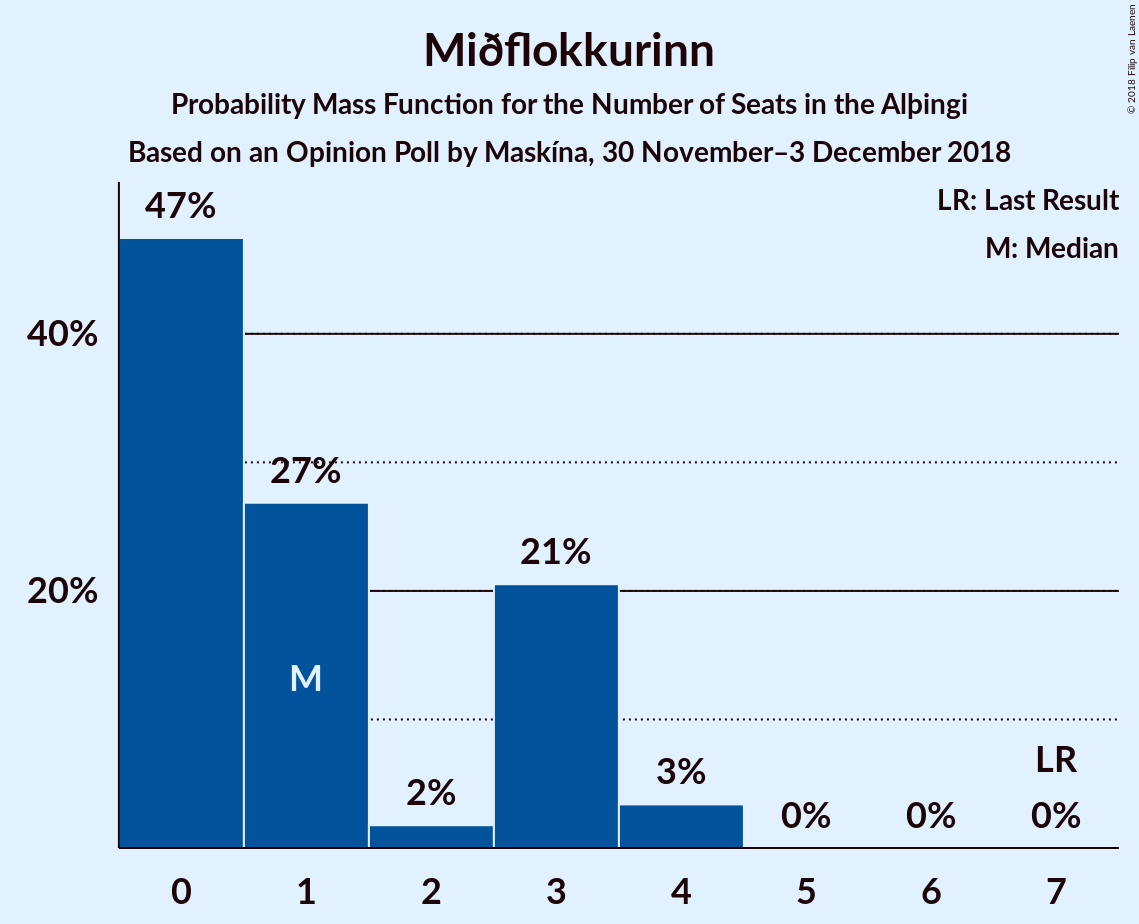 Miðflokkurinn
Probability Mass Function for the Number of Seats in the Alþingi
Based on an Opinion Poll by Maskína, 30 November–3 December 2018
© 2018 Filip van Laenen
LR: Last Result
M: Median
47%
40%
27%
21%
20%
M
LR
3%
2%
0%
0%
0%
0 1 2 3 4 5 6 7